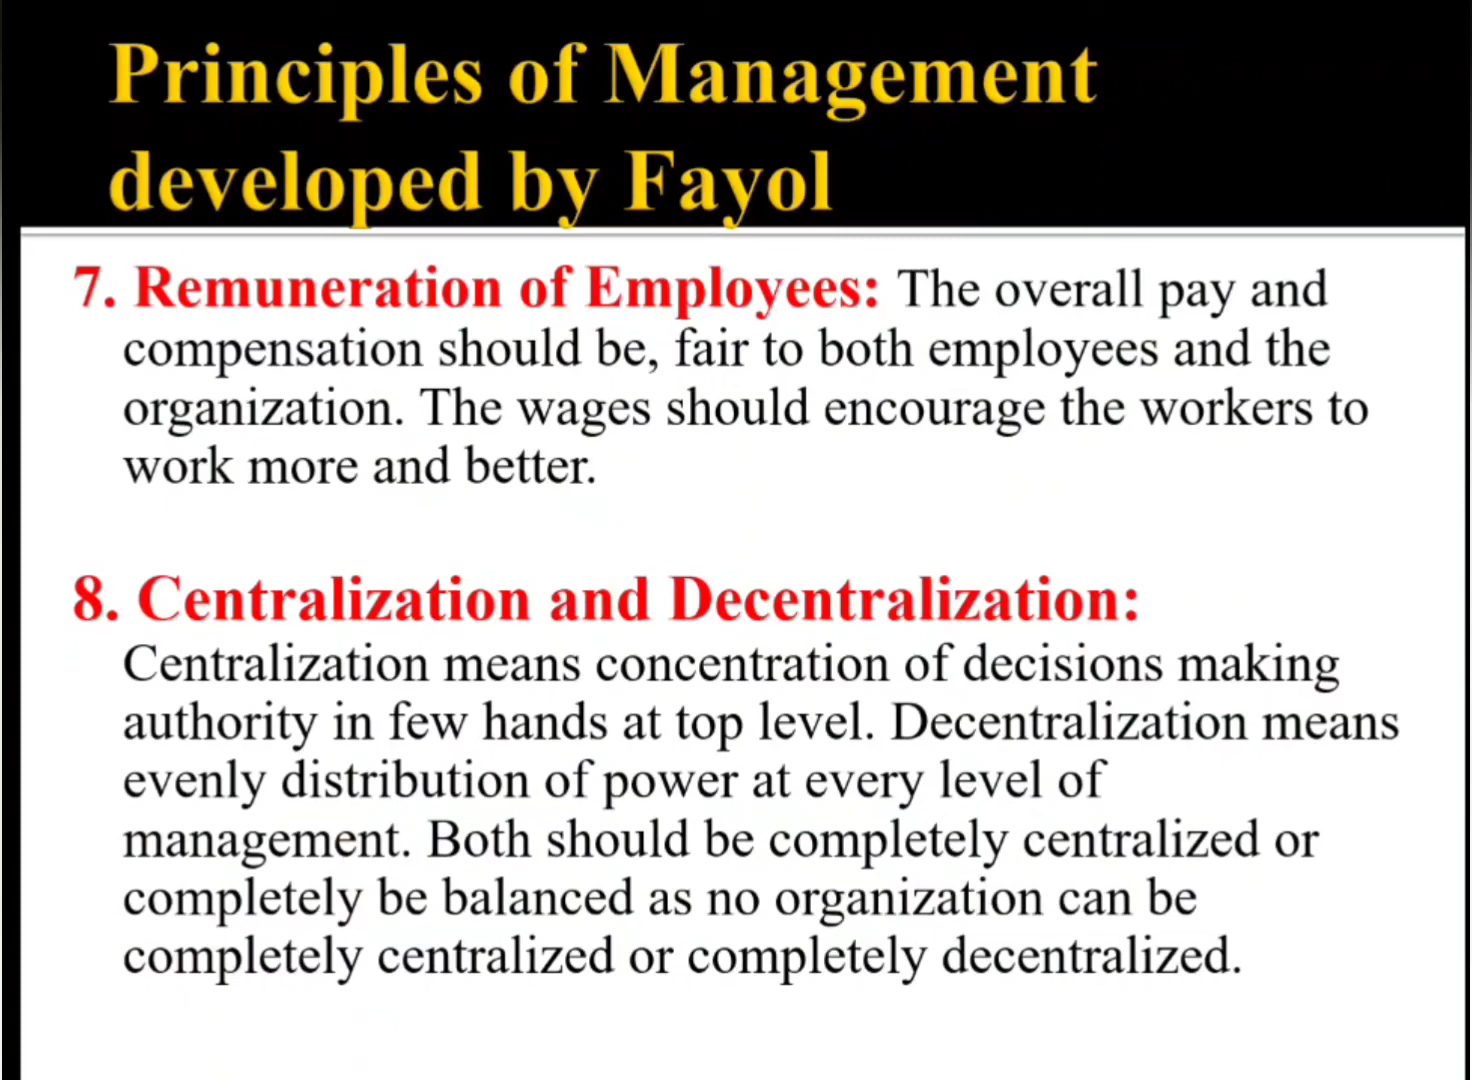 Principles of Management
developed by Fayol
7. Remuneration of Employees: The overall pay and
compensation should be, fair to both employees and the
organization. The wages should encourage the workers to
work more and better.
8. Centralization and Decentralization:
Centralization means concentration of decisions making
authority in few hands at top level. Decentralization means
evenly distribution of power at every level of
management. Both should be completely centralized or
completely be balanced as no organization can be
completely centralized or completely decentralized.